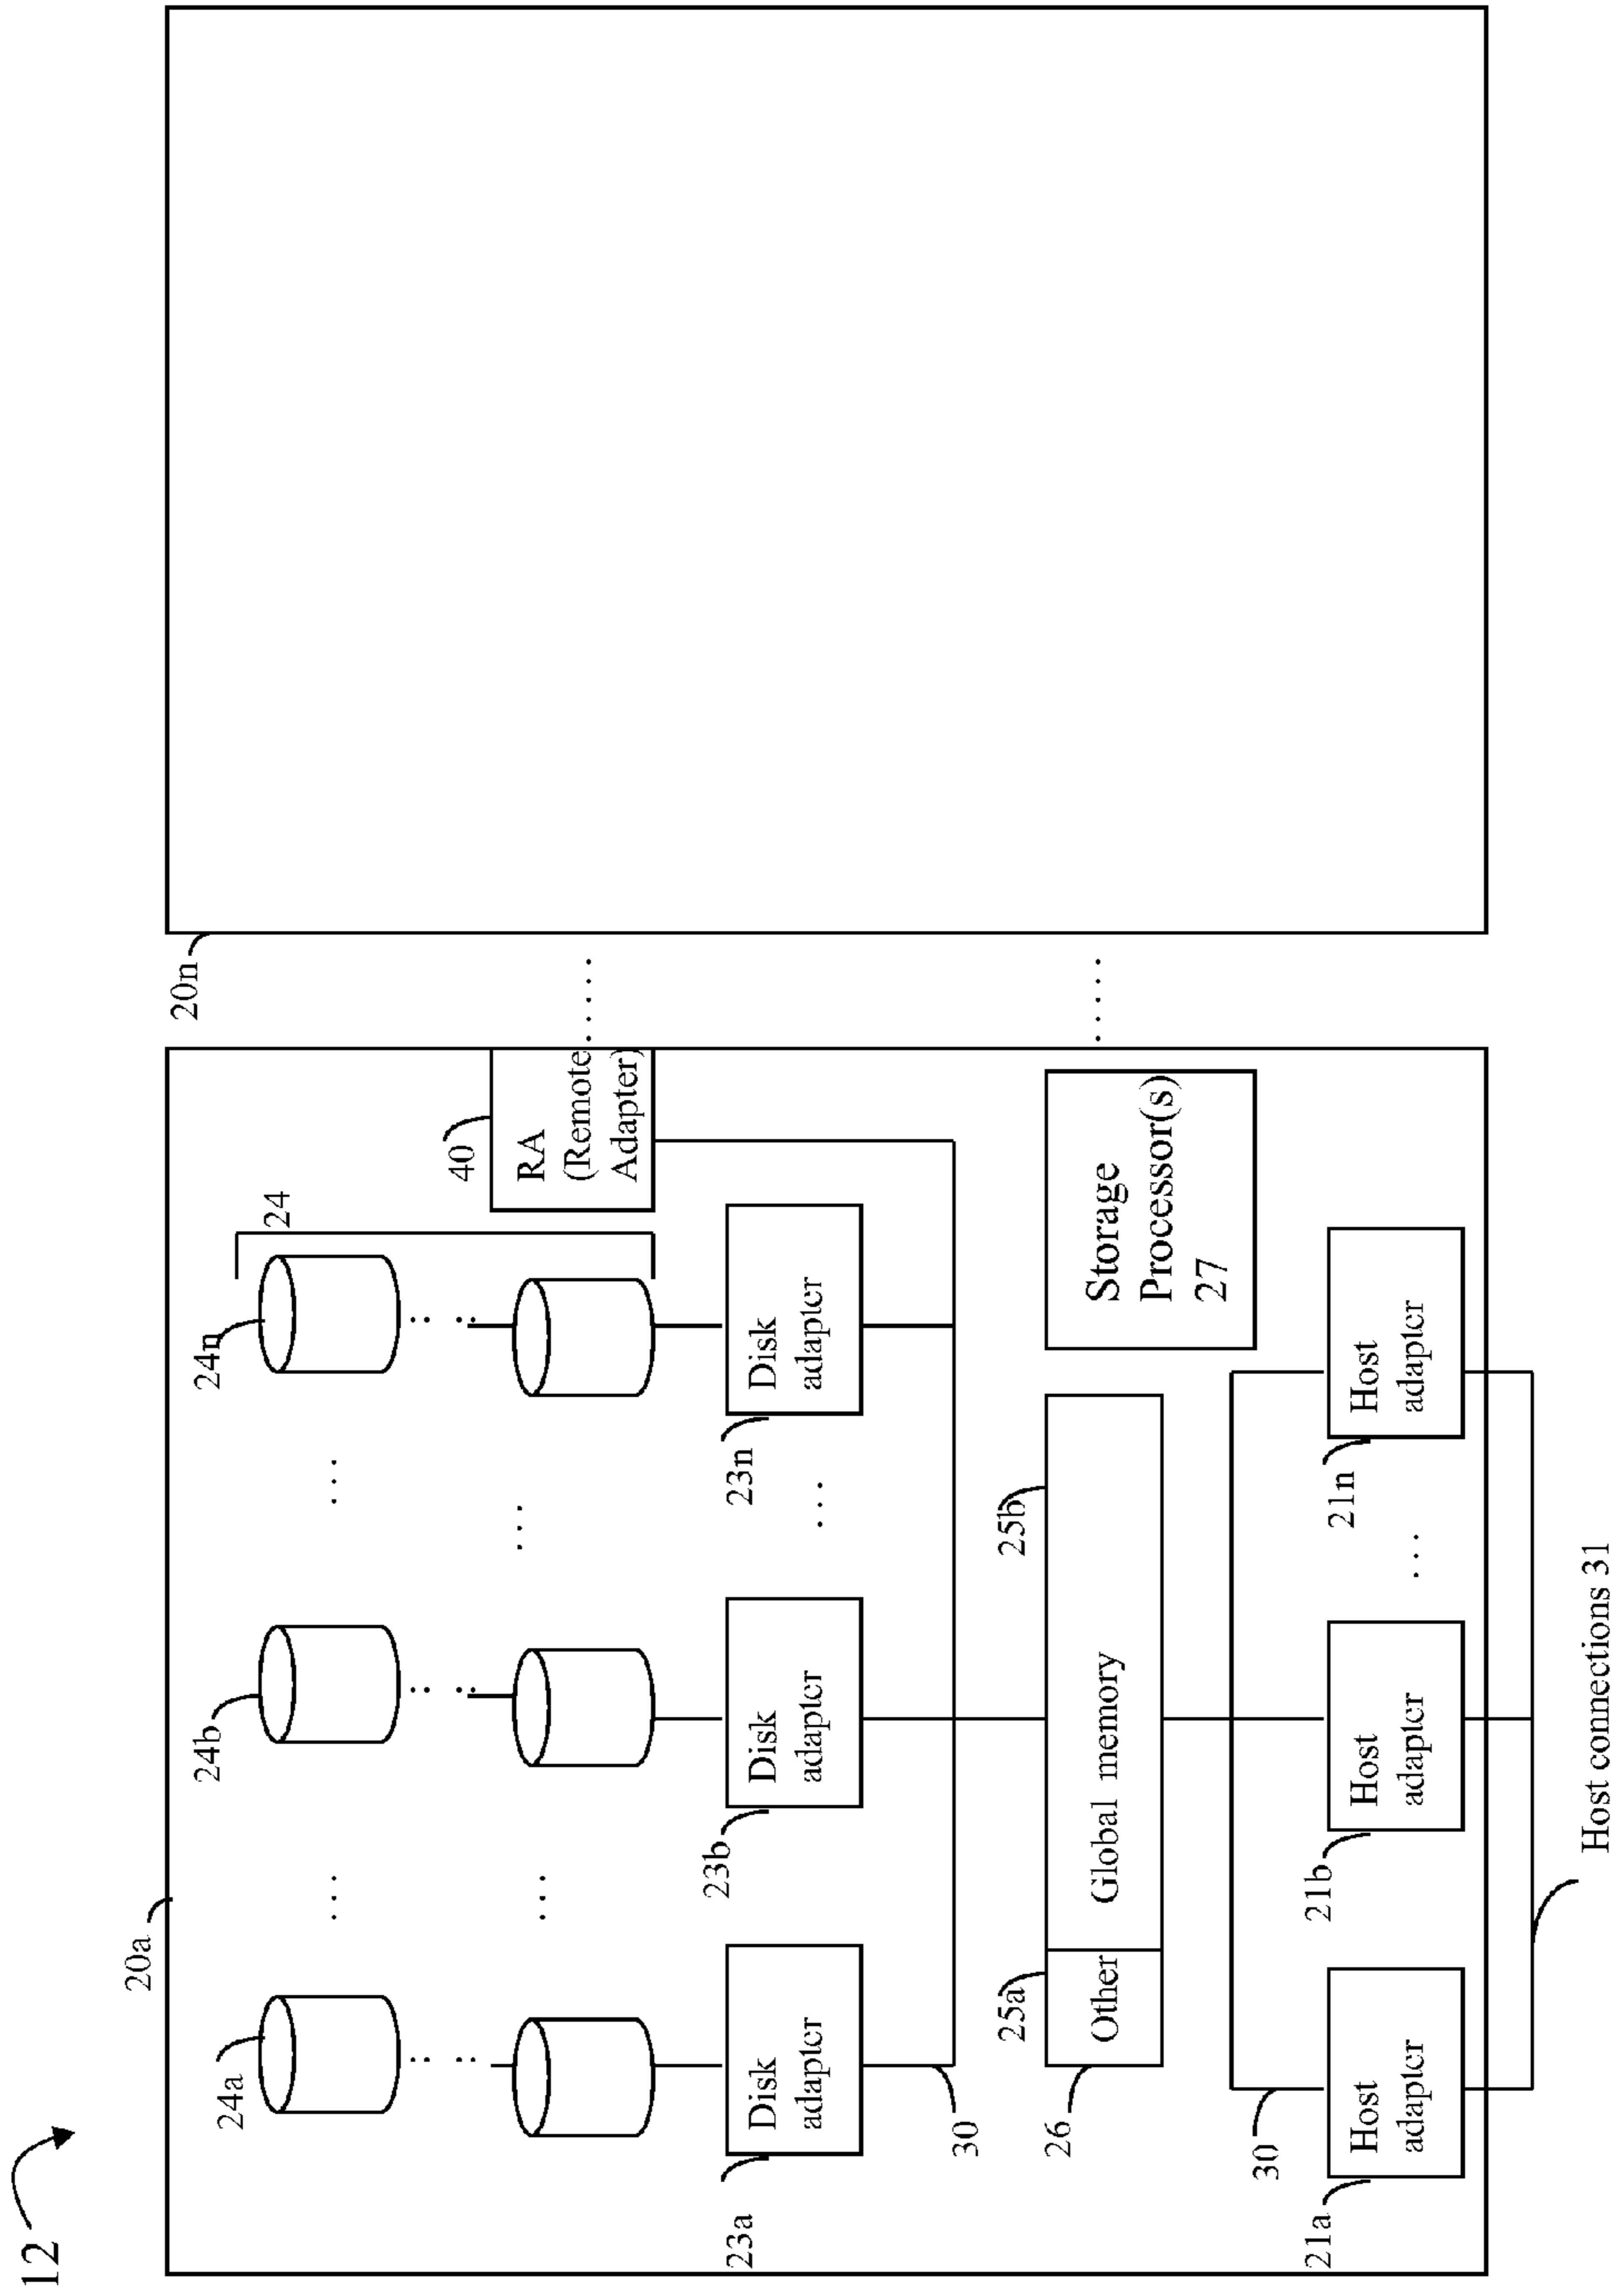 12
20a
20n
24a
24b
24n
24
40
RA
(Remote
Adapter)
23a
Disk
adapter
23b
Disk
adapter
23n
Disk
adapter
30
26
25a
Other
25b
Global memory
Storage
Processor(s)
27
30
21a
Host
adapter
21b
Host
adapter
21n
Host
adapter
Host connections 31